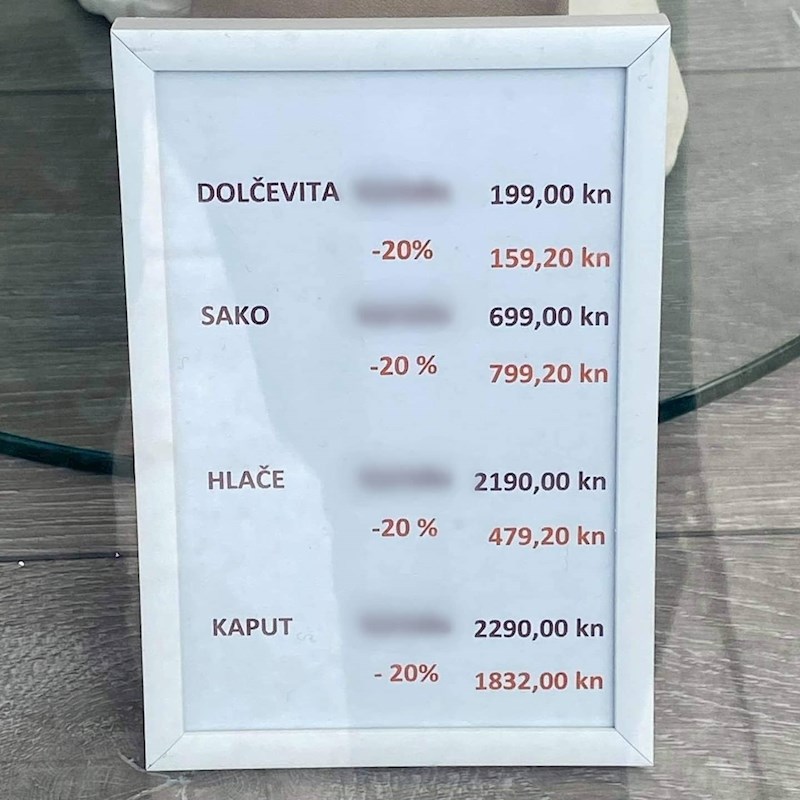 DOLČEVITA 199,00 kn
-20% 159,20 kn
SAKO 699,00 kn
-20 % 799,20 kn
HLAČE 2190,00 kn
-20 % 479,20 kn
KAPUT 2290,00 kn
- 20% 1832,00 kn